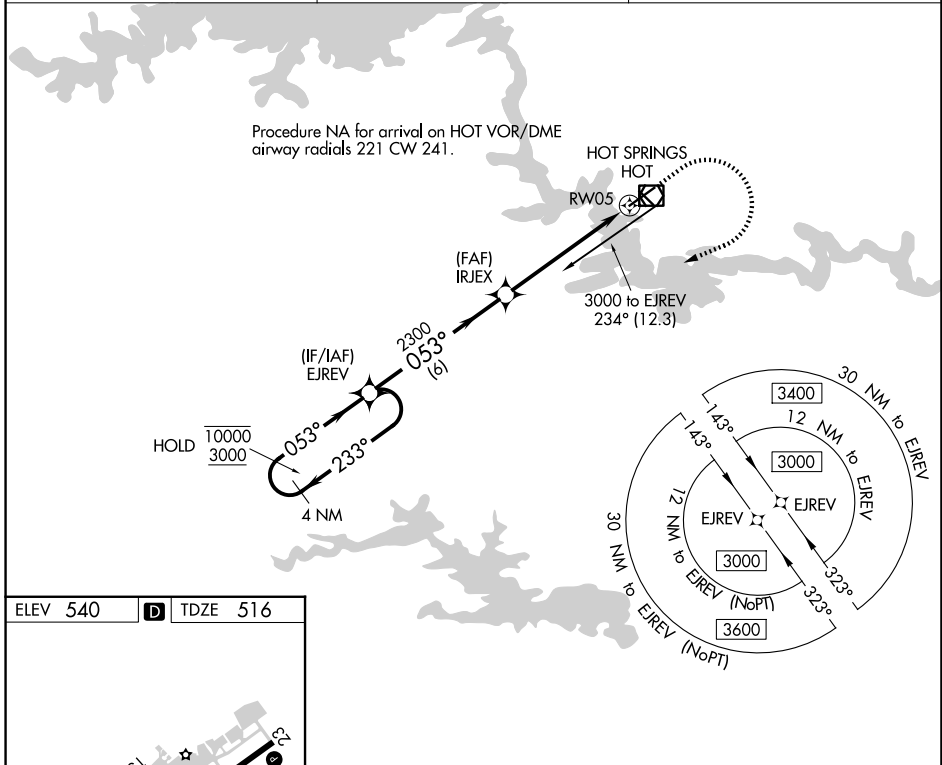 Procedure NA for arrival on HOT VOR/DME
airway radials 221 CW 241.
HOT SPRINGS
HOT
RW05
(FAF)
IRJEX
3000 to EJREV
234° (12.3)
2300
053°
(6)
(IF/IAF)
EJREV
HOLD
10000
3000
053°
233°
4 NM
30 NM to EJREV
3400
12 NM to EJREV
3000
143°
143°
EJREV
EJREV
3000
12 NM to EJREV (NoPT)
323°
323°
3600
30 NM to EJREV (NoPT)
ELEV 540
D
TDZE 516
23
P